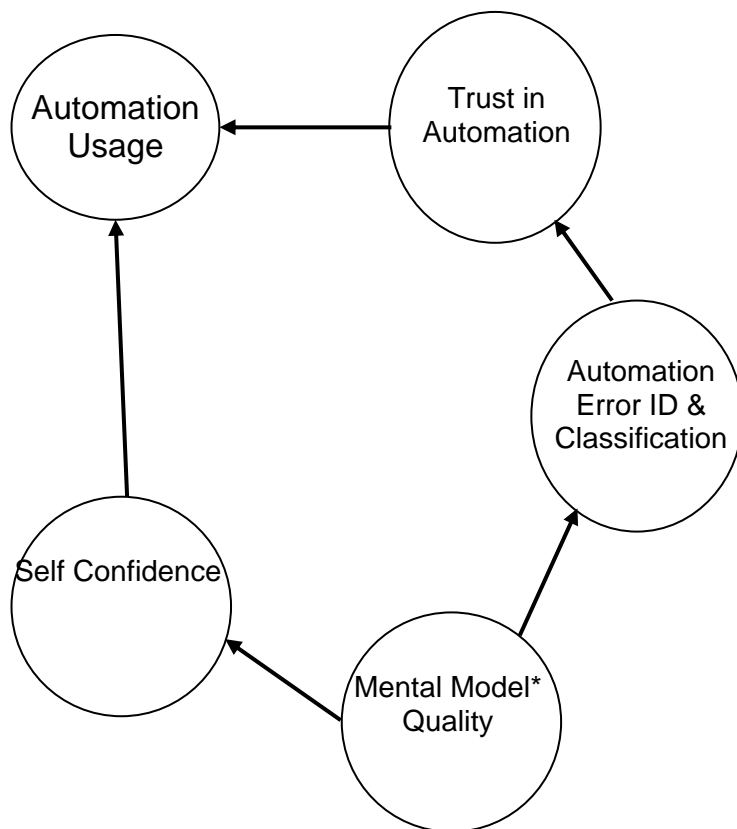 Automation
Usage
Trust in
Automation
Automation
Error ID &
Classification
Self Confidence
Mental Model*
Quality